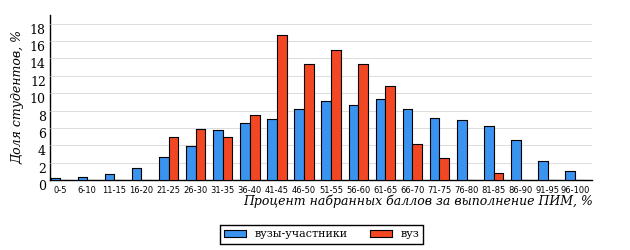 Доля студентов, %
18
16
14
12
10
8
6
4
2
0
0-5 6-10 11-15 16-20 21-25 26-30 31-35 36-40 41-45 46-50 51-55 56-60 61-65 66-70 71-75 76-80 81-85 86-90 91-95 96-100
Процент набранных баллов за выполнение ПИМ, %
вузы-участники вуз